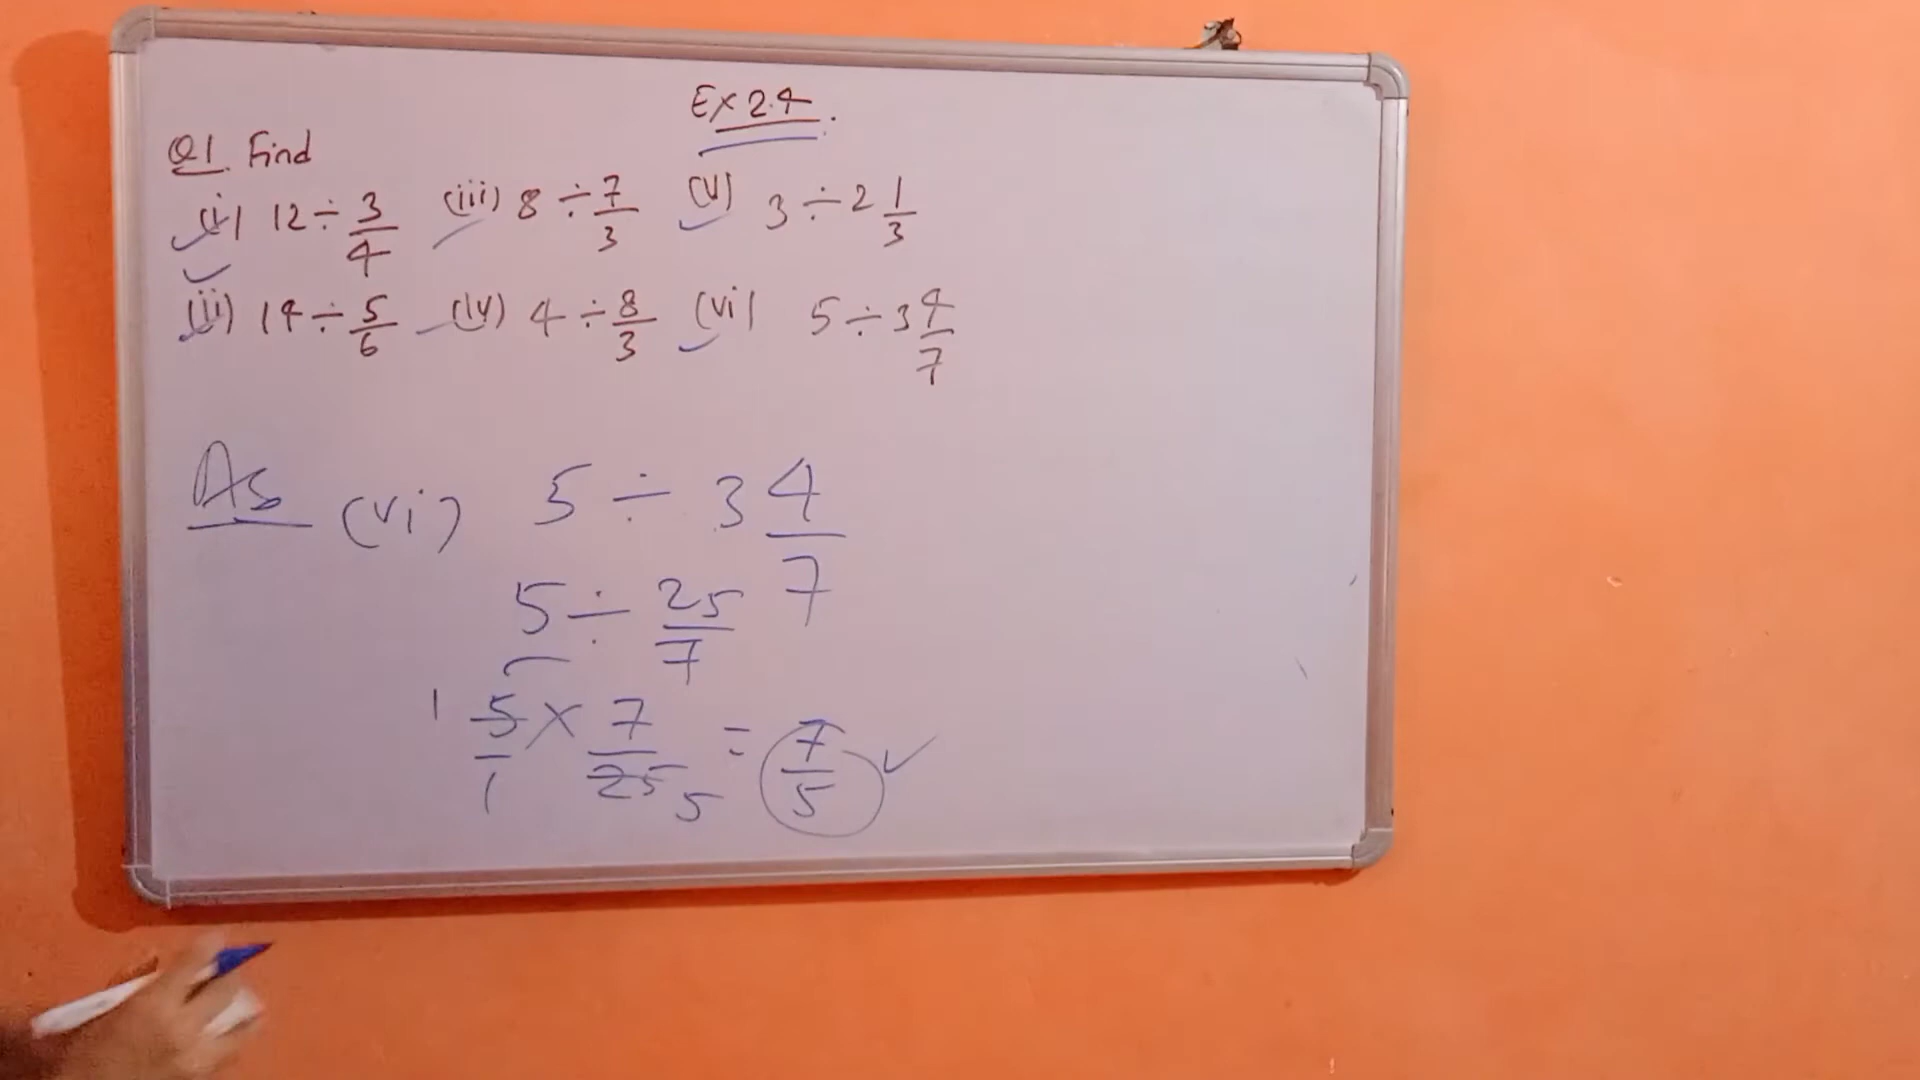 Ex 2.4
Q1. Find
(i) 12 ÷ 3/4 (iii) 8 ÷ 7/3 (v) 3 ÷ 2 1/3
(ii) 14 ÷ 5/6 (iv) 4 ÷ 8/3 (vi) 5 ÷ 3 4/7
As (vi) 5 ÷ 3 4/7
5 ÷ 25/7
1 5/1 × 7/25 5 = 7/5